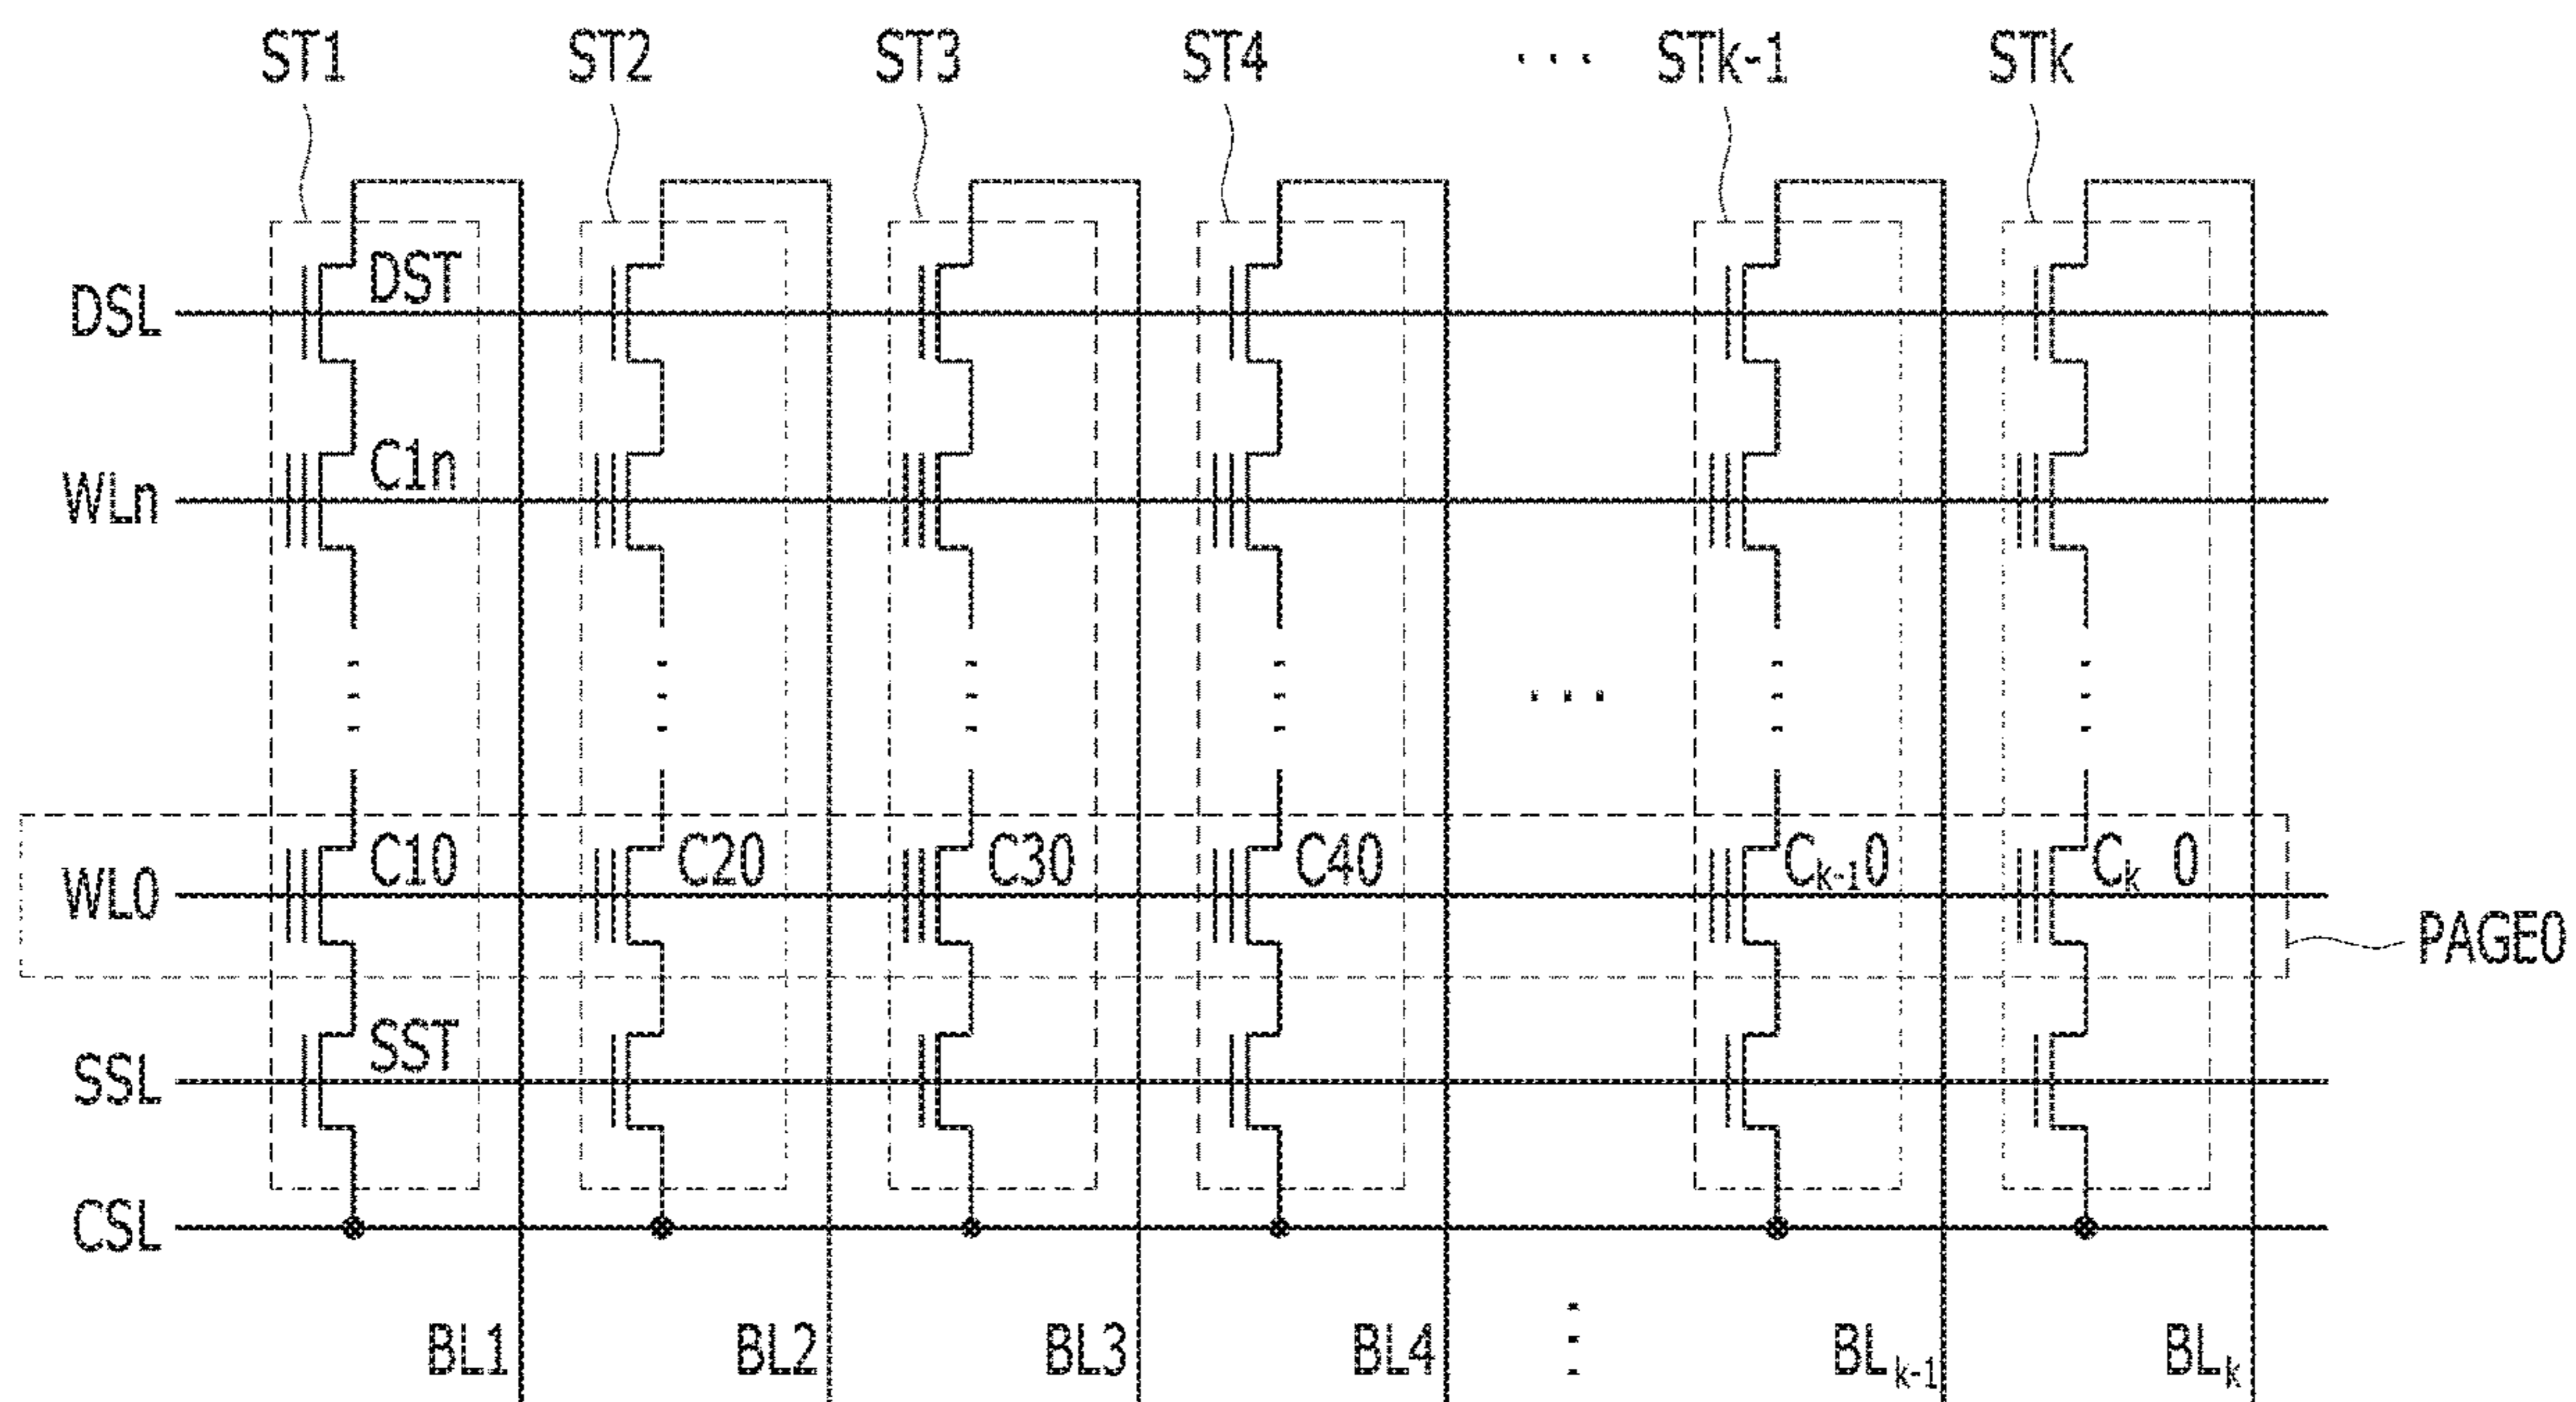 ST1 ST2 ST3 ST4 ... STk-1 STk
DSL DST
WLn C1n
...
WL0 C10 C20 C30 C40 Ck-10 Ck 0
PAGE0
SSL SST
CSL
BL1 BL2 BL3 BL4 BLk-1 BLk